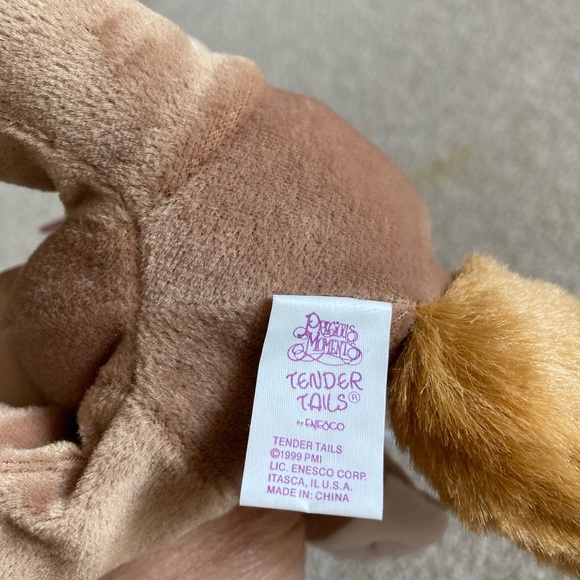 PRECIOUS
MOMENTS
TENDER
TAILS®
by ENESCO
TENDER TAILS
©1999 PMI
LIC. ENESCO CORP.
ITASCA, IL U.S.A.
MADE IN: CHINA